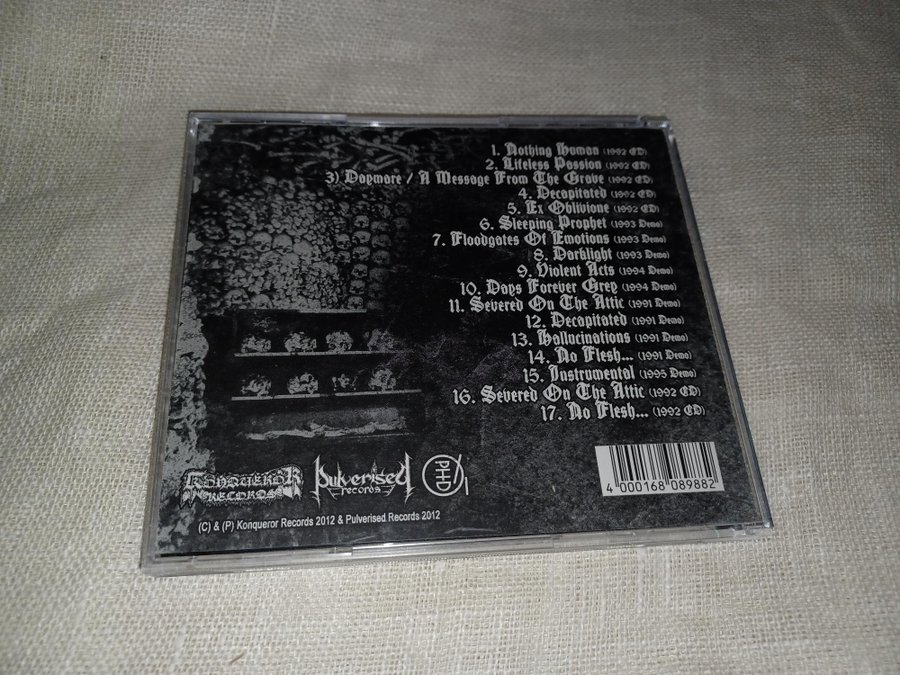 1. Nothing Human (1992 CD)
2. Lifeless Passion (1992 CD)
3) Daymare / A Message From The Grave (1992 CD)
4. Decapitated (1992 CD)
5. Ex Oblivione (1992 CD)
6. Sleeping Prophet (1993 Demo)
7. Floodgates Of Emotions (1993 Demo)
8. Darklight (1993 Demo)
9. Violent Acts (1994 Demo)
10. Days Forever Grey (1994 Demo)
11. Severed On The Attic (1991 Demo)
12. Decapitated (1991 Demo)
13. Hallucinations (1991 Demo)
14. No Flesh... (1991 Demo)
15. Instrumental (1995 Demo)
16. Severed On The Attic (1992 CD)
17. No Flesh... (1992 CD)
KONQUEROR
RECORDS
Pulverised
records
PHD
4 000168 089882
(C) & (P) Konqueror Records 2012 & Pulverised Records 2012